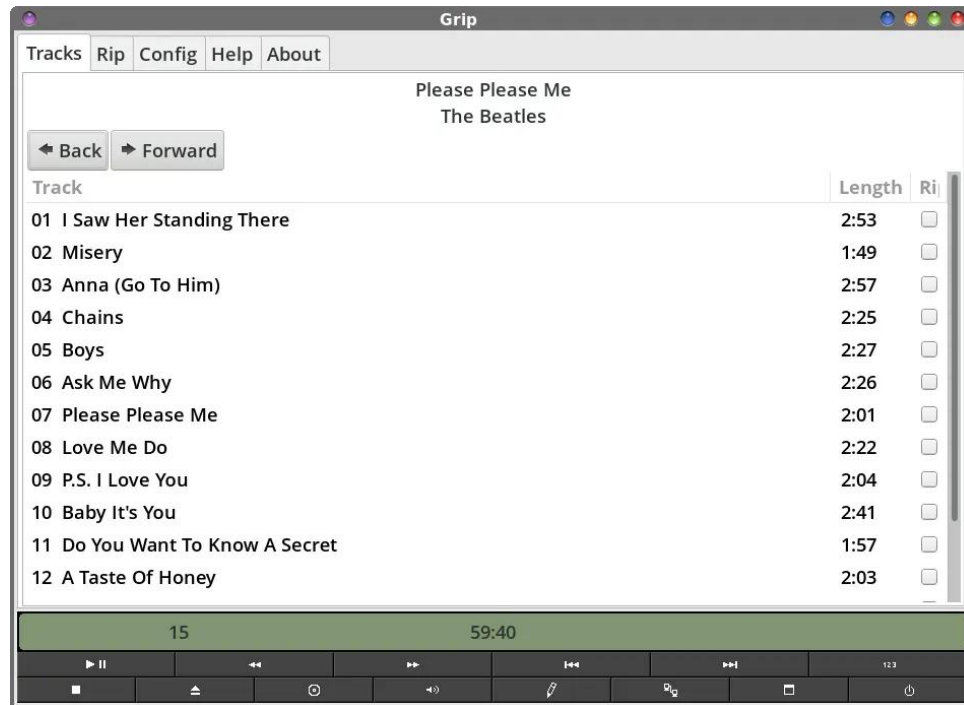 Grip
Tracks Rip Config Help About
Please Please Me
The Beatles
Back Forward
Track Length Rip
01 I Saw Her Standing There 2:53
02 Misery 1:49
03 Anna (Go To Him) 2:57
04 Chains 2:25
05 Boys 2:27
06 Ask Me Why 2:26
07 Please Please Me 2:01
08 Love Me Do 2:22
09 P.S. I Love You 2:04
10 Baby It's You 2:41
11 Do You Want To Know A Secret 1:57
12 A Taste Of Honey 2:03
15 59:40
123